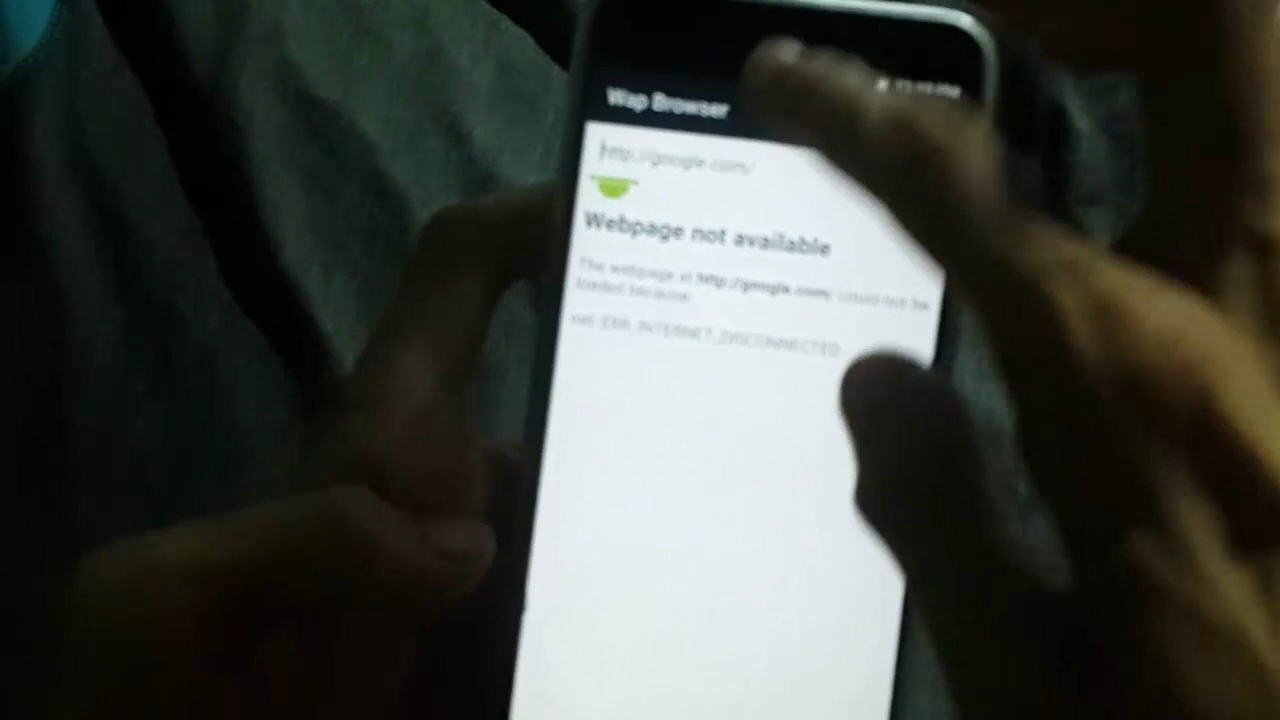 Wap Browser
http://google.com/
Webpage not available
The webpage at http://google.com/ could not be
loaded because:
net::ERR_INTERNET_DISCONNECTED